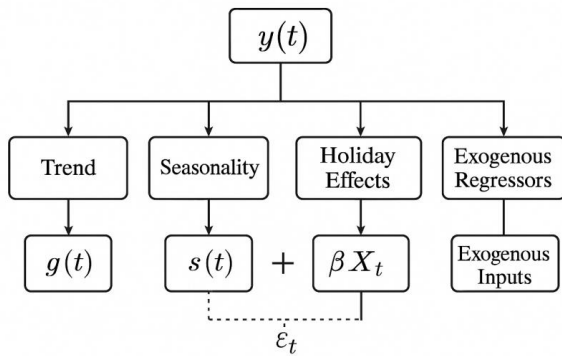 y(t)
Trend
Seasonality
Holiday
Effects
Exogenous
Regressors
g(t)
s(t)
+
βX_t
Exogenous
Inputs
ε_t